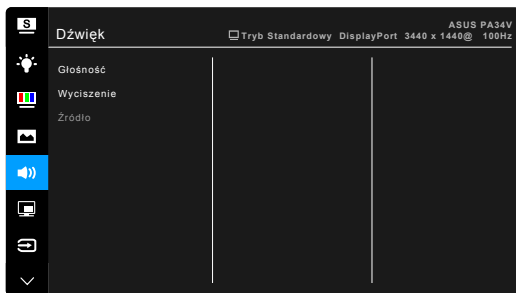 S
ASUS PA34V
Dźwięk
Tryb Standardowy DisplayPort 3440 x 1440@ 100Hz
Głośność
Wyciszenie
Źródło